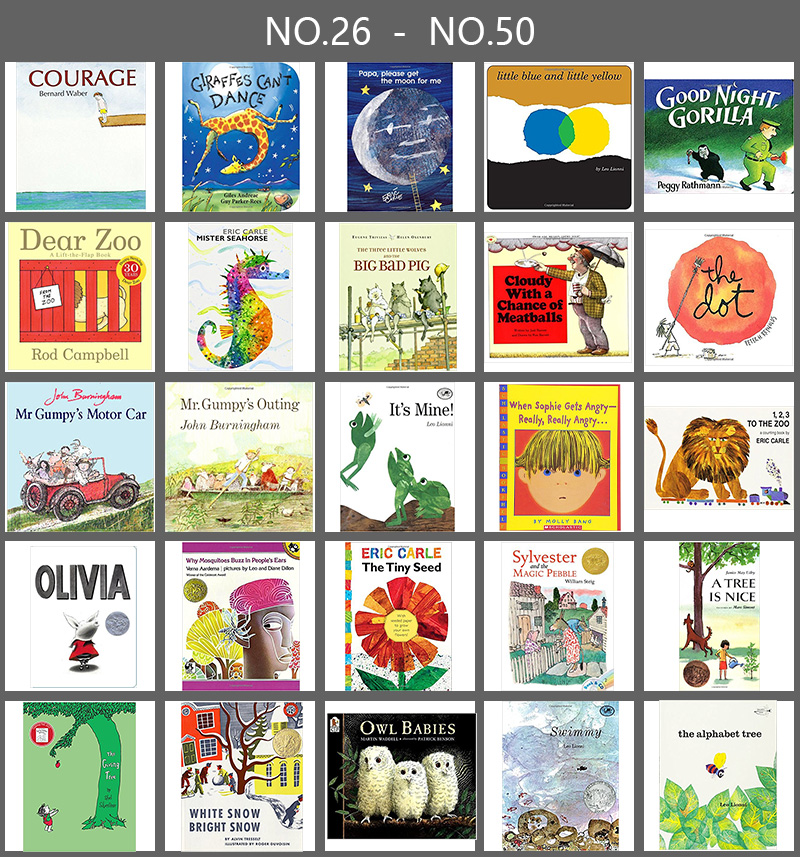 NO.26 - NO.50
COURAGE
Bernard Waber
GIRAFFES CAN'T
DANCE
Giles Andreae
Guy Parker-Rees
Papa, please get
the moon for me
ERIC CARLE
little blue and little yellow
by Leo Lionni
GOOD NIGHT,
GORILLA
Peggy Rathmann
Dear Zoo
A Lift-the-Flap Book
30
YEARS
FROM
THE
ZOO
Rod Campbell
ERIC CARLE
MISTER SEAHORSE
EUGENE TRIVIZAS HELEN OXENBURY
THE THREE LITTLE WOLVES
AND THE
BIG BAD PIG
Cloudy
With a
Chance of
Meatballs
the
dot
John Burningham
Mr Gumpy's Motor Car
Mr. Gumpy's Outing
John Burningham
It's Mine!
Leo Lionni
When Sophie Gets Angry—
Really, Really Angry...
BY MOLLY BANG
SCHOLASTIC
1, 2, 3
TO THE ZOO
a counting book by
ERIC CARLE
OLIVIA
Why Mosquitoes Buzz in People's Ears
Verna Aardema | pictures by Leo and Diane Dillon
Winner of the Caldecott Award
ERIC CARLE
The Tiny Seed
Sylvester
and the
MAGIC PEBBLE
William Steig
Janice May Udry
A TREE
IS NICE
PICTURES BY Marc Simont
the
Giving
Tree
by Shel
Silverstein
WHITE SNOW
BRIGHT SNOW
BY ALVIN TRESSELT
ILLUSTRATED BY ROGER DUVOISIN
OWL BABIES
MARTIN WADDELL ILLUSTRATED BY PATRICK BENSON
Swimmy
Leo Lionni
the alphabet tree
Leo Lionni